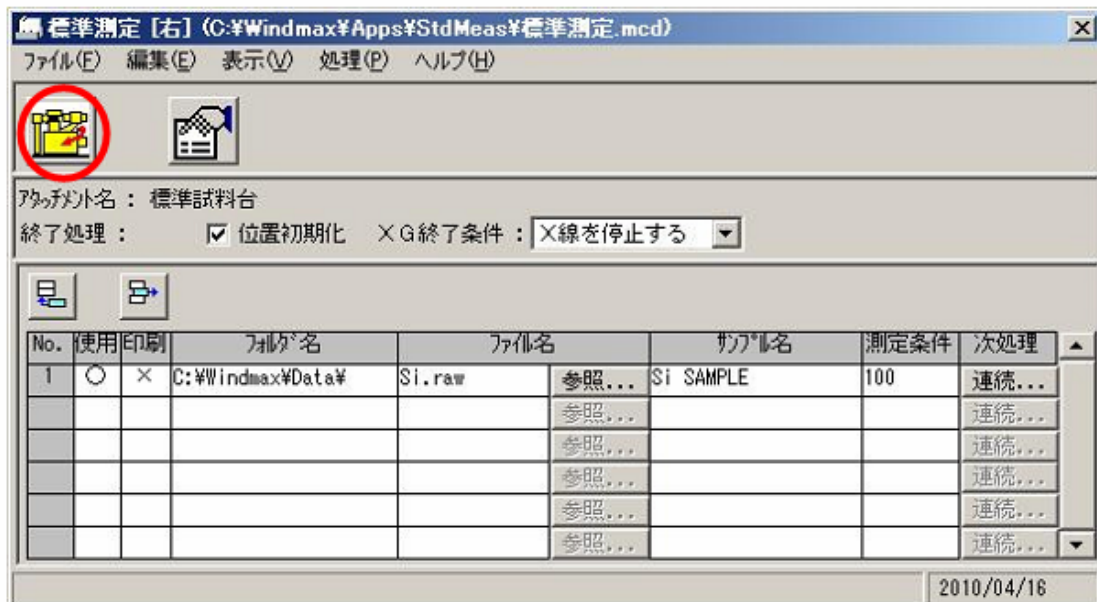 標準測定 [右] (C:¥Windmax¥Apps¥StdMeas¥標準測定.mcd)
ファイル(F) 編集(E) 表示(V) 処理(P) ヘルプ(H)
アタッチメント名 : 標準試料台
終了処理 : 位置初期化 XG終了条件 : X線を停止する
No. 使用 印刷 フォルダ名 ファイル名 サンプル名 測定条件 次処理
1 ○ × C:¥Windmax¥Data¥ Si.raw 参照... Si SAMPLE 100 連続...
参照... 連続...
参照... 連続...
参照... 連続...
参照... 連続...
参照... 連続...
2010/04/16